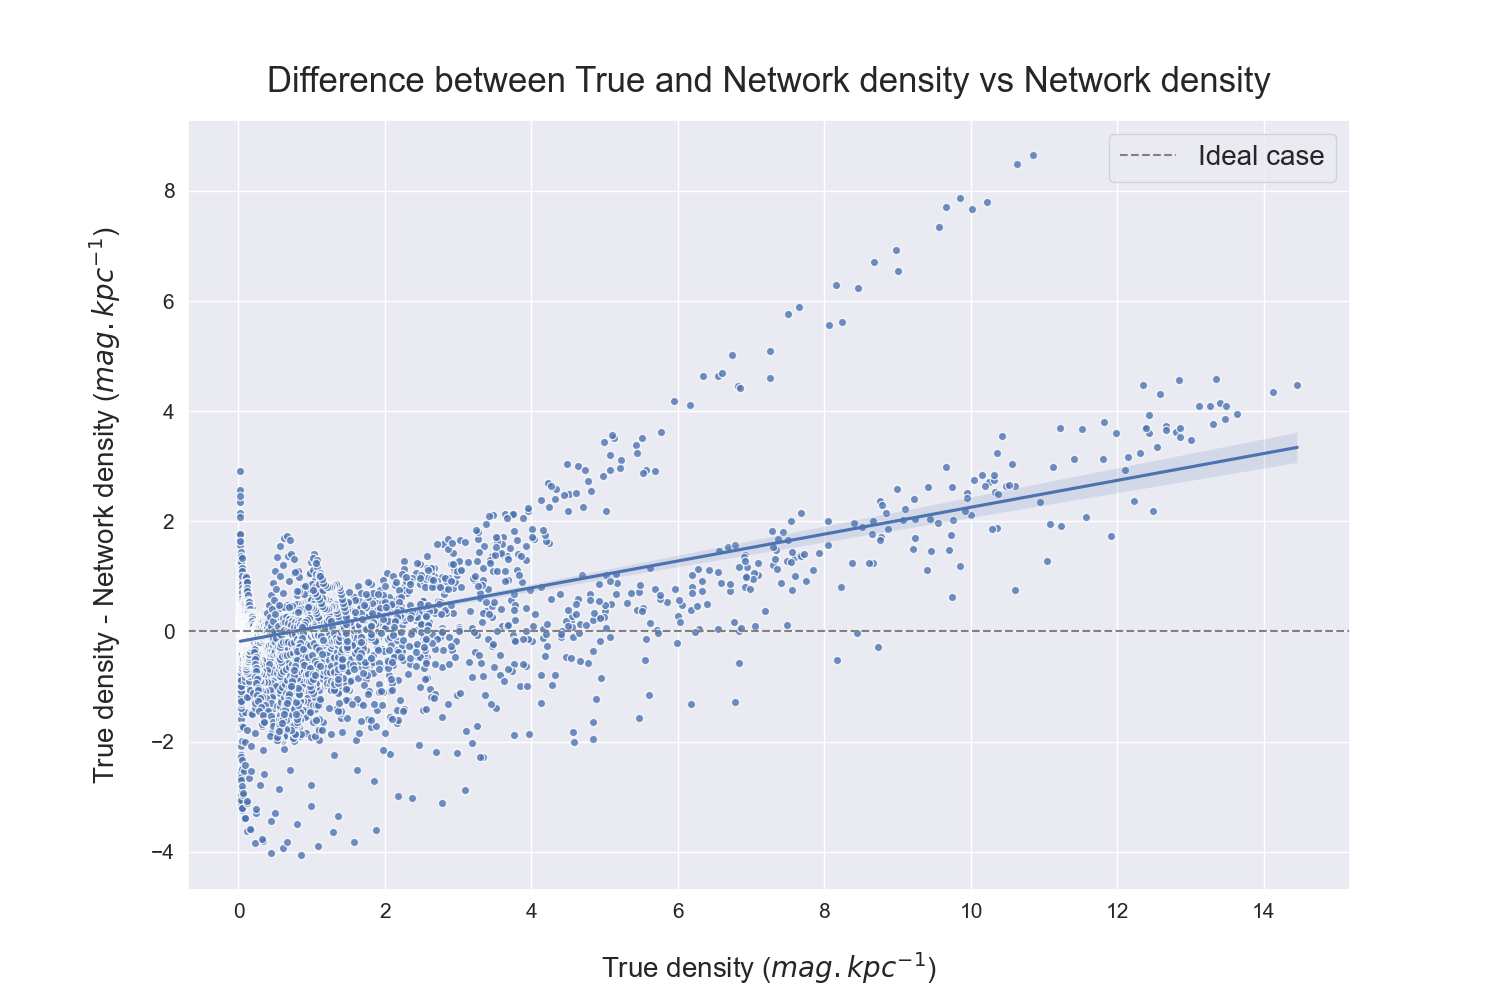 Difference between True and Network density vs Network density
Ideal case
True density - Network density (mag. kpc⁻¹)
8
6
4
2
0
−2
−4
0 2 4 6 8 10 12 14
True density (mag. kpc⁻¹)